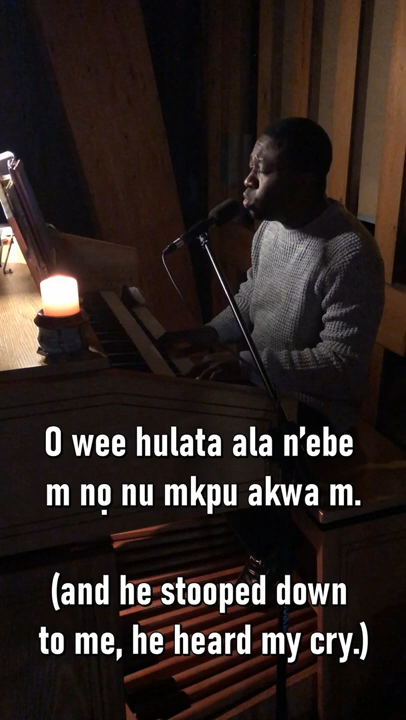 O wee hulata ala n’ebe
m nọ nu mkpu akwa m.
(and he stooped down
to me, he heard my cry.)